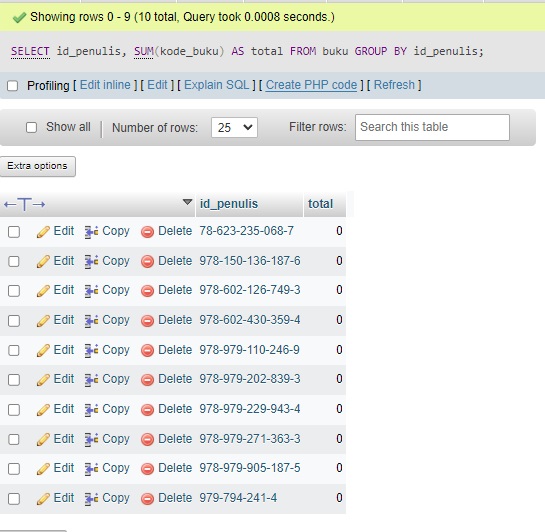 Showing rows 0 - 9 (10 total, Query took 0.0008 seconds.)
SELECT id_penulis, SUM(kode_buku) AS total FROM buku GROUP BY id_penulis;
Profiling [ Edit inline ] [ Edit ] [ Explain SQL ] [ Create PHP code ] [ Refresh ]
Show all Number of rows: 25 Filter rows: Search this table
Extra options
←T→ id_penulis total
Edit Copy Delete 78-623-235-068-7 0
Edit Copy Delete 978-150-136-187-6 0
Edit Copy Delete 978-602-126-749-3 0
Edit Copy Delete 978-602-430-359-4 0
Edit Copy Delete 978-979-110-246-9 0
Edit Copy Delete 978-979-202-839-3 0
Edit Copy Delete 978-979-229-943-4 0
Edit Copy Delete 978-979-271-363-3 0
Edit Copy Delete 978-979-905-187-5 0
Edit Copy Delete 979-794-241-4 0